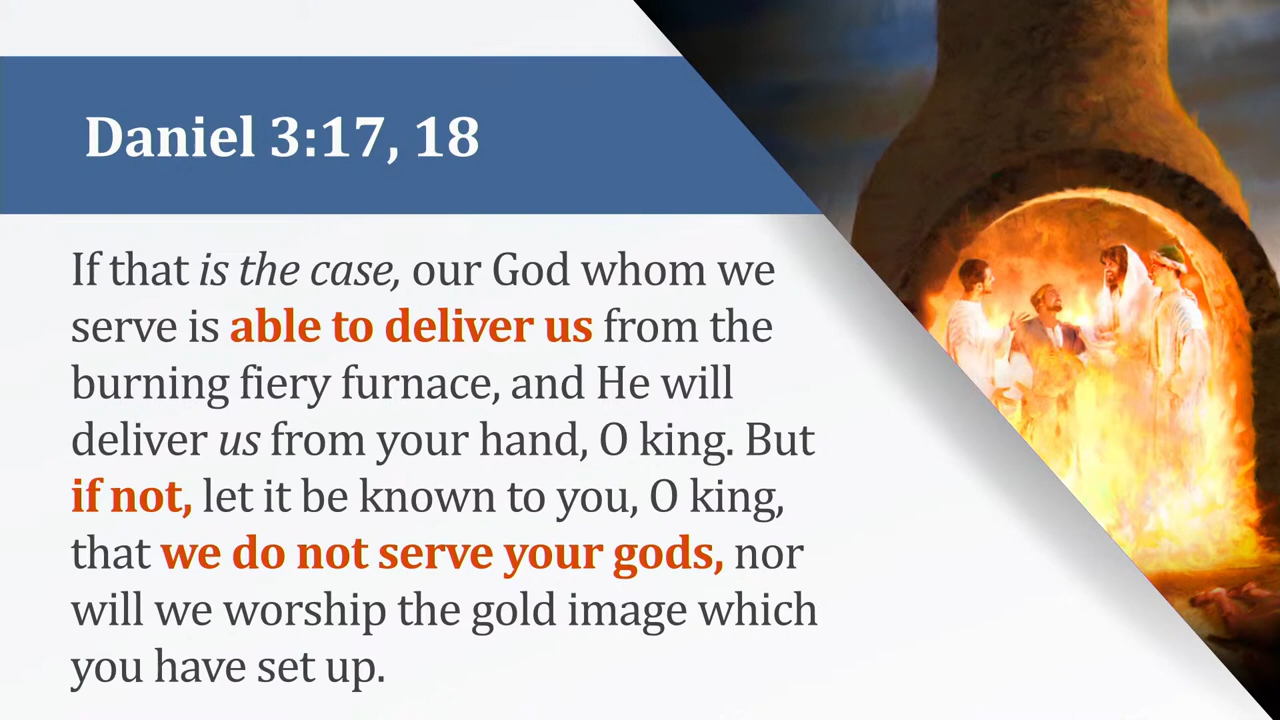 Daniel 3:17, 18
If that is the case, our God whom we
serve is able to deliver us from the
burning fiery furnace, and He will
deliver us from your hand, O king. But
if not, let it be known to you, O king,
that we do not serve your gods, nor
will we worship the gold image which
you have set up.